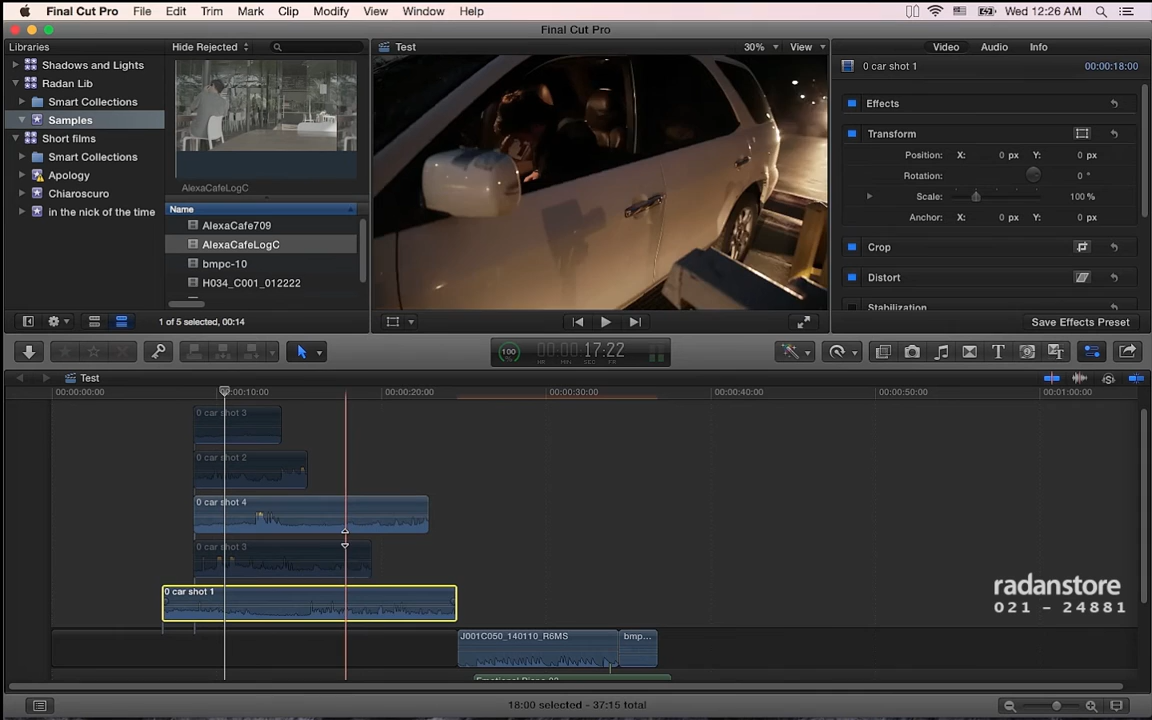 Final Cut Pro File Edit Trim Mark Clip Modify View Window Help Wed 12:26 AM
Final Cut Pro
Libraries
Hide Rejected
Test
30%
View
Video
Audio
Info
Shadows and Lights
Radan Lib
Smart Collections
Samples
Short films
Smart Collections
Apology
Chiaroscuro
in the nick of the time
AlexaCafeLogC
Name
AlexaCafe709
AlexaCafeLogC
bmpc-10
H034_C001_012222
1 of 5 selected, 00:14
0 car shot 1
00:00:18:00
Effects
Transform
Position: X: 0 px Y: 0 px
Rotation: 0 °
Scale: 100 %
Anchor: X: 0 px Y: 0 px
Crop
Distort
Stabilization
Save Effects Preset
100
00:00:17:22
HR MIN SEC FR
Test
00:00:00:00
00:00:10:00
00:00:20:00
00:00:30:00
00:00:40:00
00:00:50:00
00:01:00:00
0 car shot 3
0 car shot 2
0 car shot 4
0 car shot 3
0 car shot 1
J001C050_140110_R6MS
bmp...
radanstore
021 - 24881
18:00 selected - 37:15 total